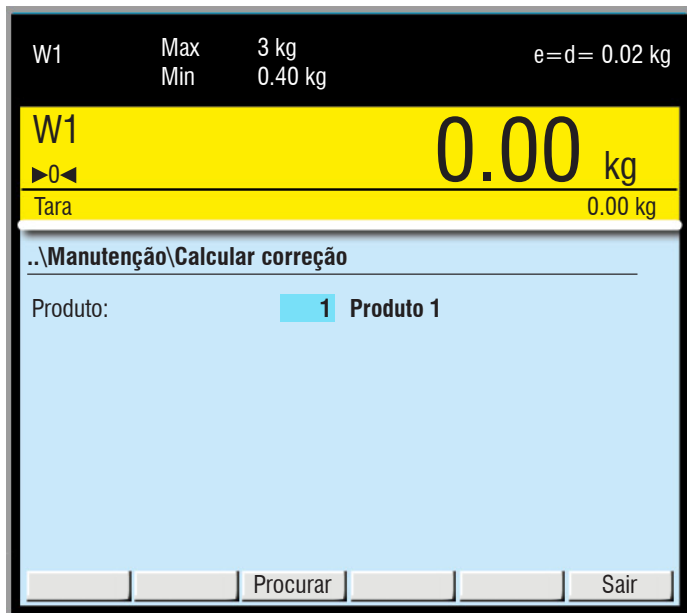 W1 Max 3 kg e=d= 0.02 kg
Min 0.40 kg
W1 0.00 kg
►0◄
Tara 0.00 kg
..\Manutenção\Calcular correção
Produto: 1 Produto 1
Procurar Sair